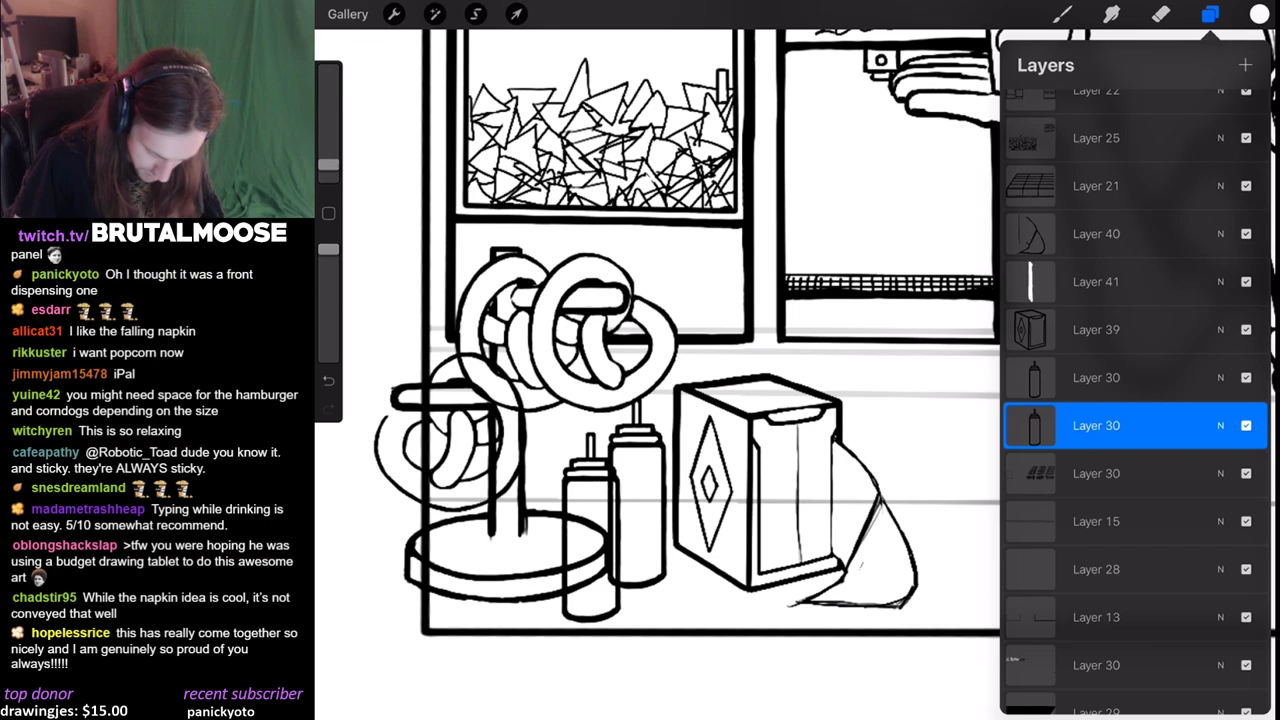 Gallery
Layers
Layer 22
N
Layer 25
N
Layer 21
N
Layer 40
N
Layer 41
N
Layer 39
N
Layer 30
N
Layer 30
N
Layer 30
N
Layer 15
N
Layer 28
N
Layer 13
N
Layer 30
N
Layer 29
twitch.tv/BRUTALMOOSE
panel
panickyoto Oh I thought it was a front
dispensing one
esdarr
allicat31 I like the falling napkin
rikkuster i want popcorn now
jimmyjam15478 iPal
yuine42 you might need space for the hamburger
and corndogs depending on the size
witchyren This is so relaxing
cafeapathy @Robotic_Toad dude you know it.
and sticky. they're ALWAYS sticky.
snesdreamland
madametrashheap Typing while drinking is
not easy. 5/10 somewhat recommend.
oblongshackslap >tfw you were hoping he was
using a budget drawing tablet to do this awesome
art
chadstir95 While the napkin idea is cool, it's not
conveyed that well
hopelessrice this has really come together so
nicely and I am genuinely so proud of you
always!!!!!
top donor
drawingjes: $15.00
recent subscriber
panickyoto